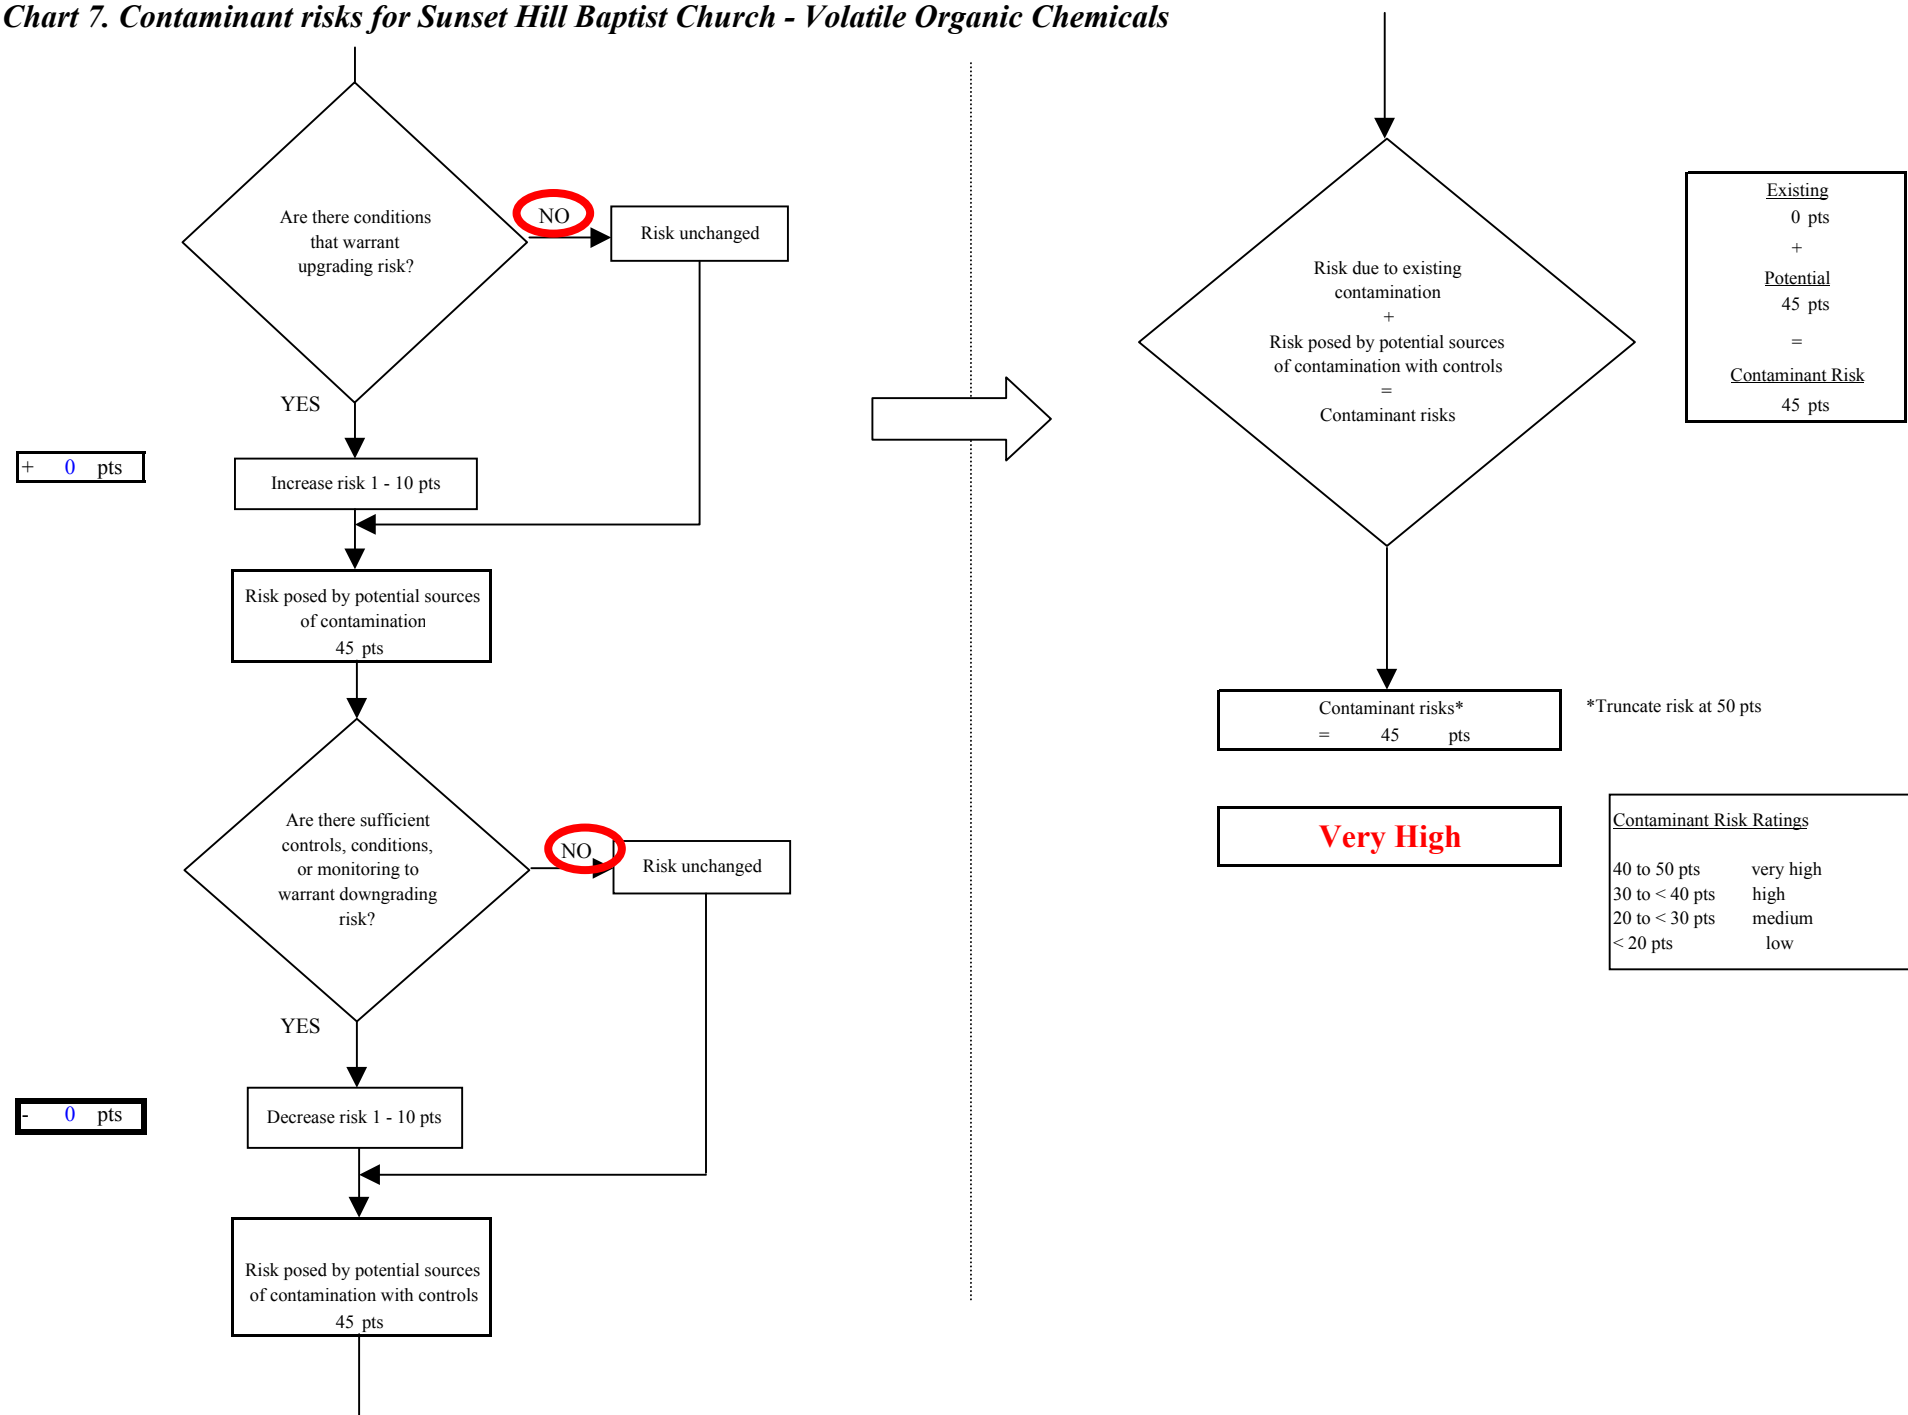 Chart 7. Contaminant risks for Sunset Hill Baptist Church - Volatile Organic Chemicals
Are there conditions
that warrant
upgrading risk?
NO
Risk unchanged
YES
+ 0 pts
Increase risk 1 - 10 pts
Risk posed by potential sources
of contamination
45 pts
Are there sufficient
controls, conditions,
or monitoring to
warrant downgrading
risk?
NO
Risk unchanged
YES
- 0 pts
Decrease risk 1 - 10 pts
Risk posed by potential sources
of contamination with controls
45 pts
Risk due to existing
contamination
+
Risk posed by potential sources
of contamination with controls
=
Contaminant risks
Existing
0 pts
+
Potential
45 pts
=
Contaminant Risk
45 pts
Contaminant risks*
= 45 pts
*Truncate risk at 50 pts
Very High
Contaminant Risk Ratings
40 to 50 pts very high
30 to < 40 pts high
20 to < 30 pts medium
< 20 pts low